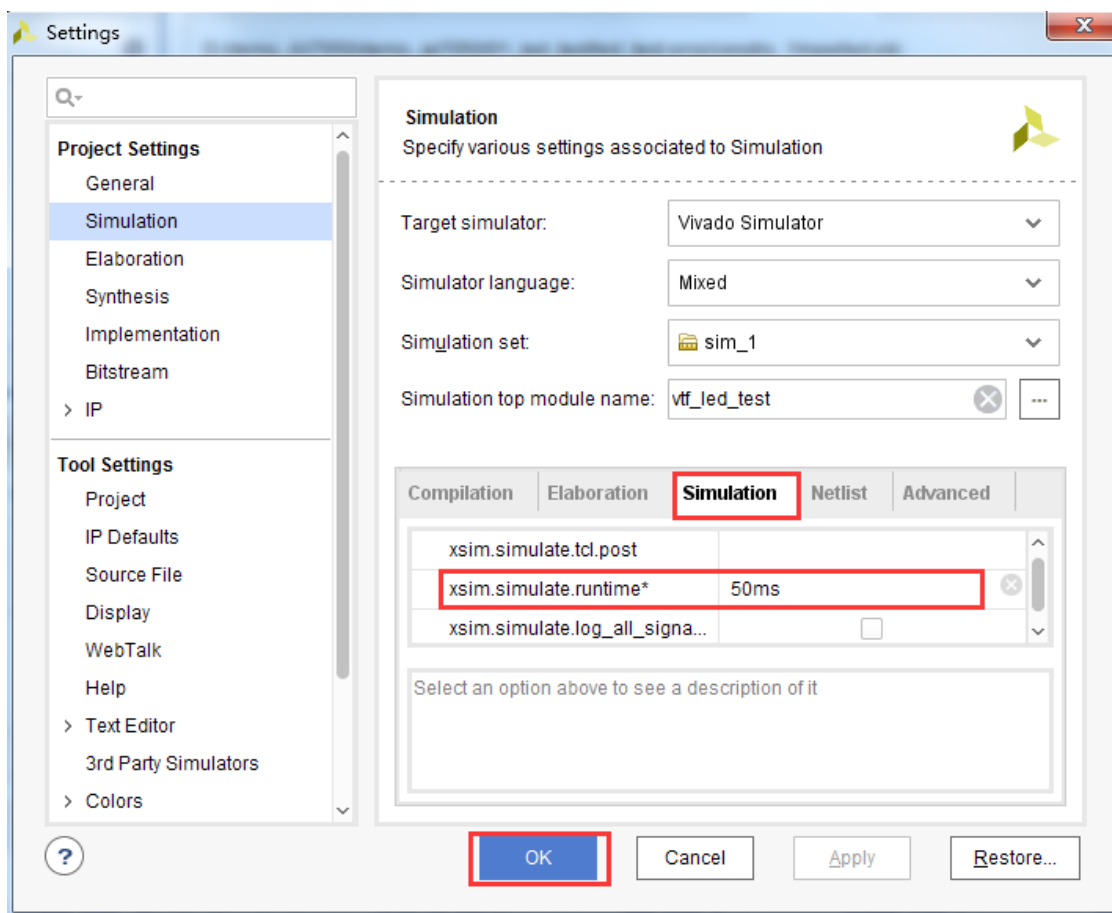 Settings
Project Settings
General
Simulation
Elaboration
Synthesis
Implementation
Bitstream
> IP
Tool Settings
Project
IP Defaults
Source File
Display
WebTalk
Help
> Text Editor
3rd Party Simulators
> Colors
Simulation
Specify various settings associated to Simulation
Target simulator: Vivado Simulator
Simulator language: Mixed
Simulation set: sim_1
Simulation top module name: vtf_led_test ...
Compilation Elaboration Simulation Netlist Advanced
xsim.simulate.tcl.post
xsim.simulate.runtime* 50ms
xsim.simulate.log_all_signa...
Select an option above to see a description of it
? OK Cancel Apply Restore...